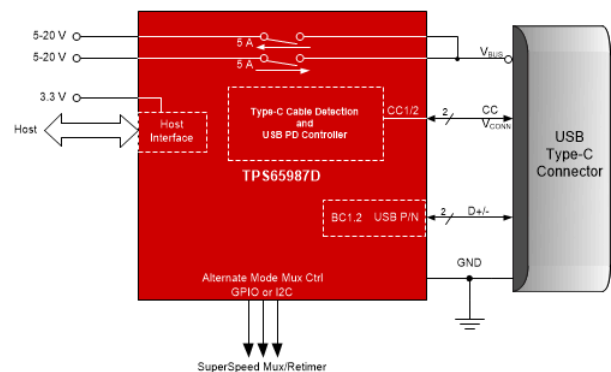 5-20 V
5 A
5-20 V
5 A
VBUS
3.3 V
Host
Host
Interface
Type-C Cable Detection
and
USB PD Controller
CC1/2
2
CC
VCONN
USB
Type-C
Connector
TPS65987D
BC1.2 USB P/N
2
D+/-
GND
Alternate Mode Mux Ctrl
GPIO or I2C
SuperSpeed Mux/Retimer